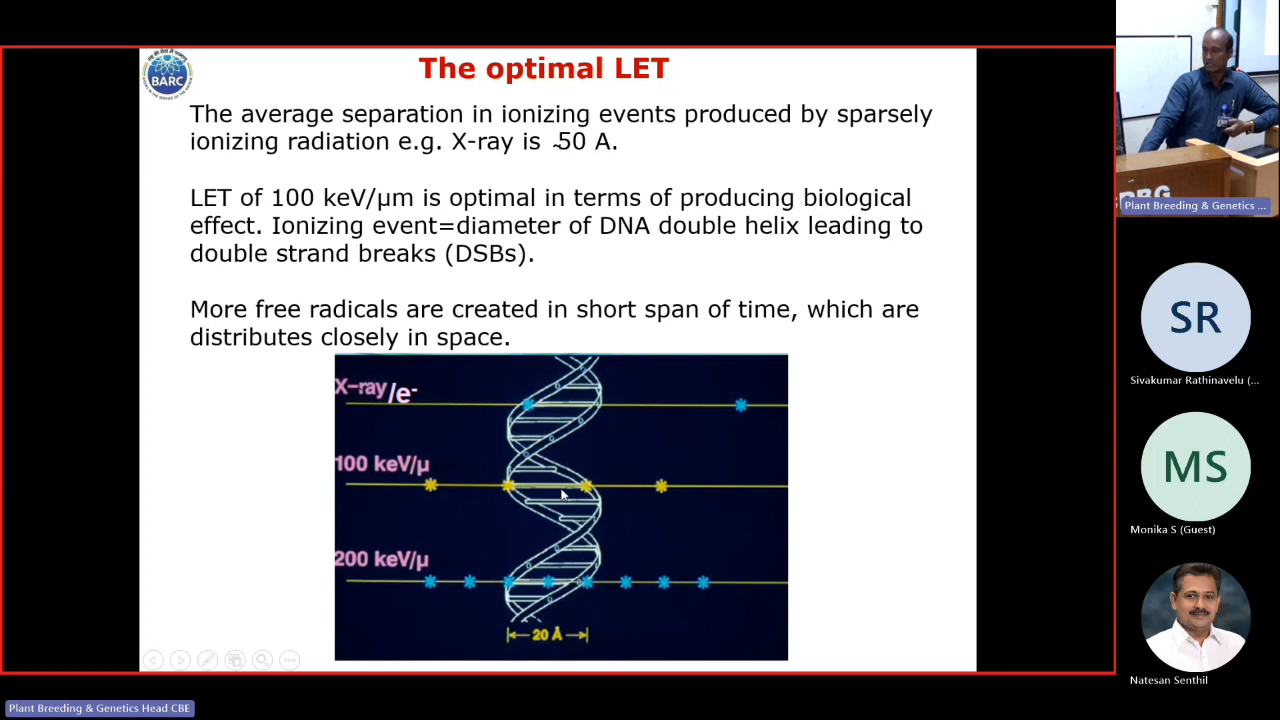 BARC
The optimal LET
The average separation in ionizing events produced by sparsely
ionizing radiation e.g. X-ray is ~50 A.
LET of 100 keV/μm is optimal in terms of producing biological
effect. Ionizing event=diameter of DNA double helix leading to
double strand breaks (DSBs).
More free radicals are created in short span of time, which are
distributes closely in space.
X-ray/e-
100 keV/μ
200 keV/μ
20 Å
Plant Breeding & Genetics ...
SR
Sivakumar Rathinavelu (...
MS
Monika S (Guest)
Natesan Senthil
Plant Breeding & Genetics Head CBE